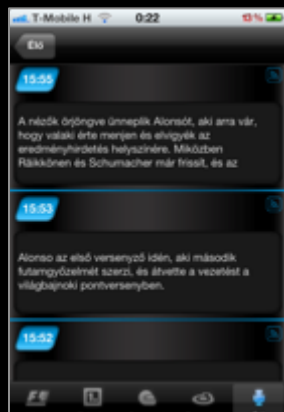 T-Mobile H 0:22 13%
Élő
15:55
A nézők őrjöngve ünneplik Alonsót, aki arra vár,
hogy valaki érte menjen és elvigyék az
eredményhirdetés helyszínére. Miközben
Räikkönen és Schumacher már frissit, és az
15:53
Alonso az első versenyző idén, aki második
futamgyőzelmét szerzi, és átvette a vezetést a
világbajnoki pontversenyben.
15:52